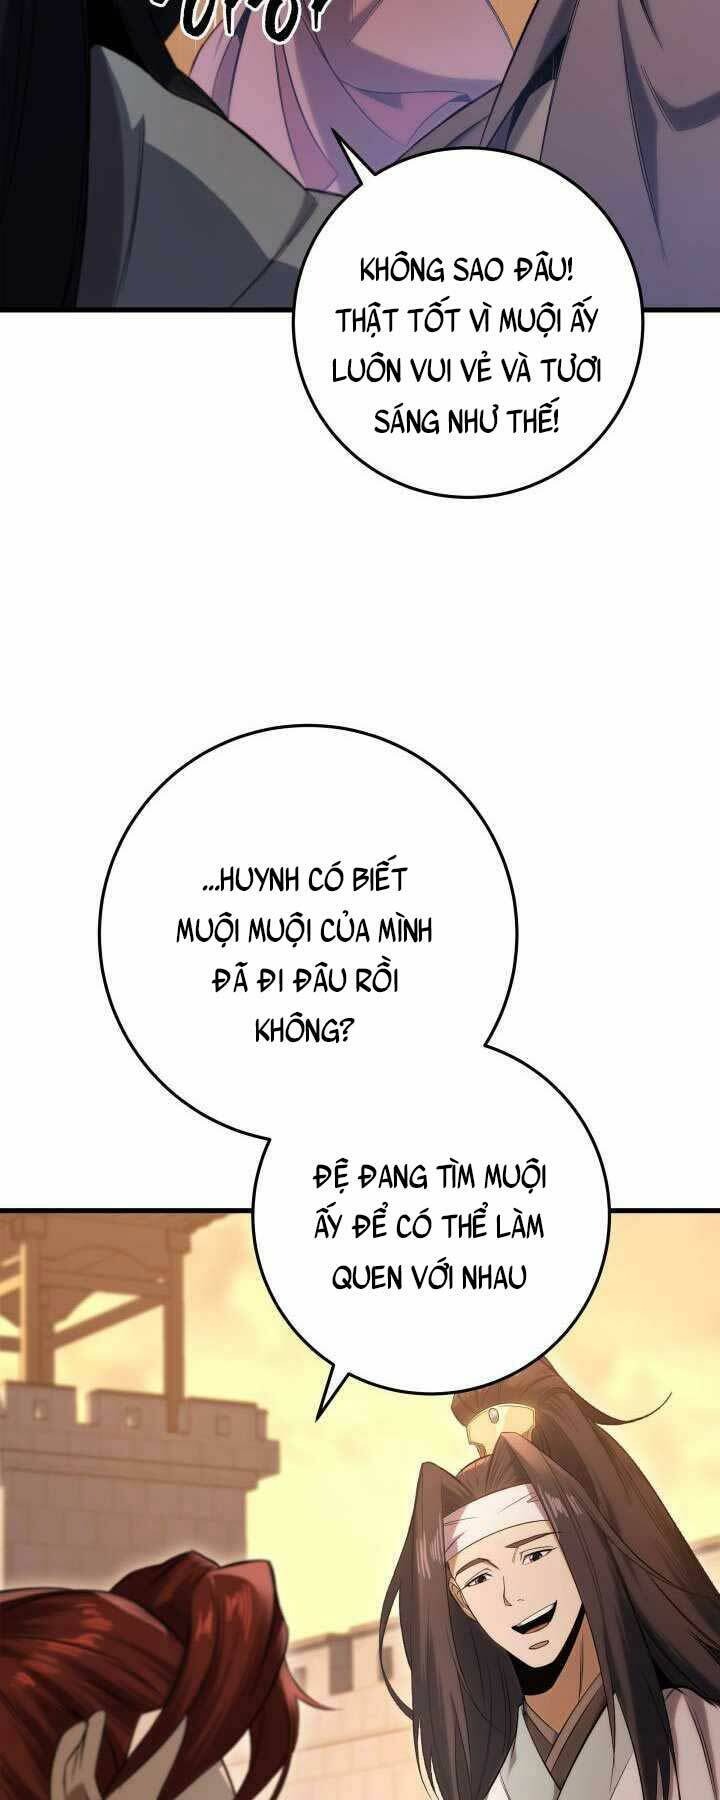 KHÔNG SAO ĐÂU!
THẬT TỐT VÌ MUỘI ẤY
LUÔN VUI VẺ VÀ TƯƠI
SÁNG NHƯ THẾ!
...HUYNH CÓ BIẾT
MUỘI MUỘI CỦA MÌNH
ĐÃ ĐI ĐÂU RỒI
KHÔNG?
ĐỆ ĐANG TÌM MUỘI
ẤY ĐỂ CÓ THỂ LÀM
QUEN VỚI NHAU